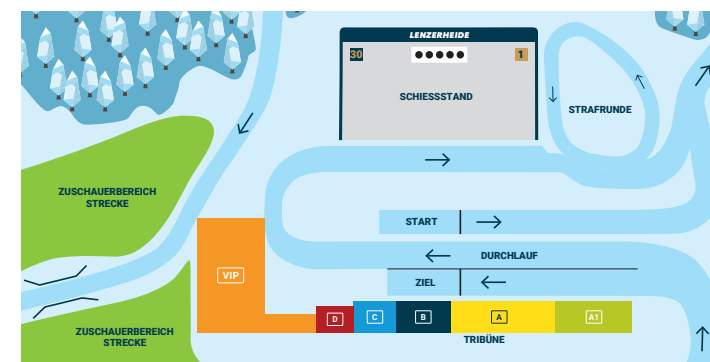 LENZERHEIDE
30
1
SCHIESSSTAND
STRAFRUNDE
ZUSCHAUERBEREICH
STRECKE
START
DURCHLAUF
VIP
ZIEL
D
C
B
A
A1
ZUSCHAUERBEREICH
STRECKE
TRIBÜNE